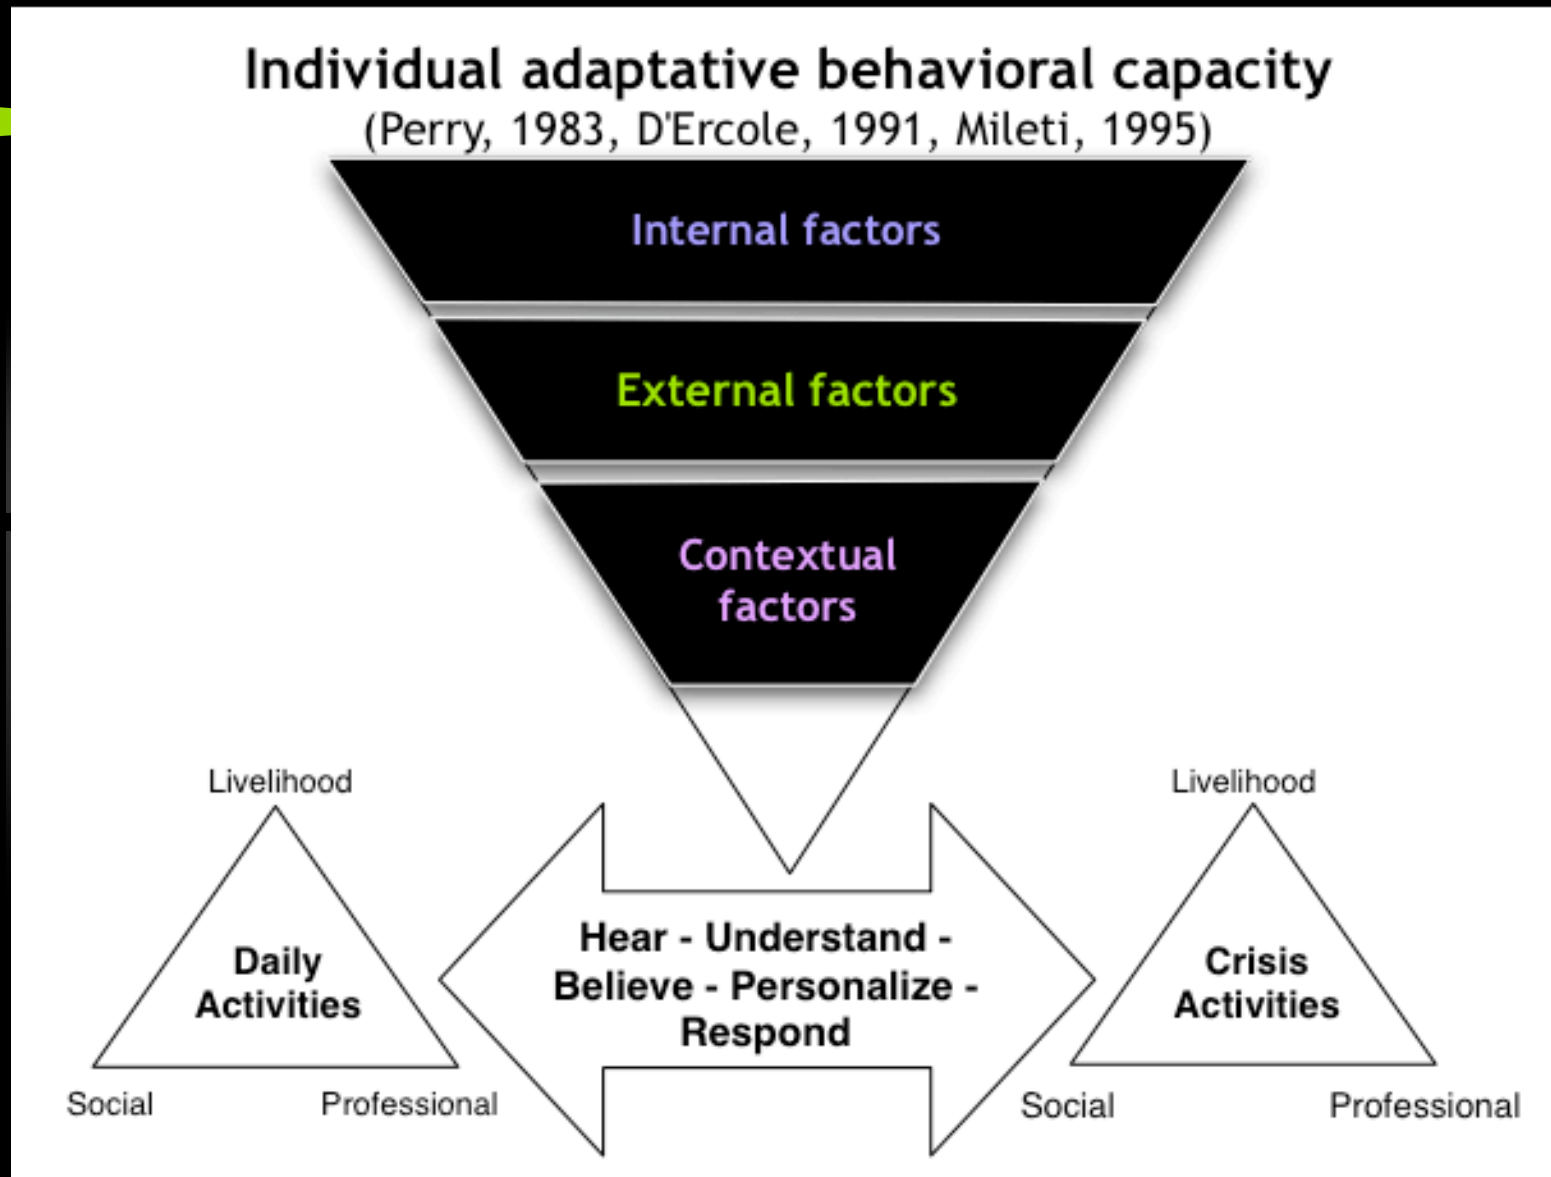 Individual adaptative behavioral capacity
(Perry, 1983, D'Ercole, 1991, Mileti, 1995)
Internal factors
External factors
Contextual
factors
Livelihood
Daily
Activities
Social
Professional
Hear - Understand -
Believe - Personalize -
Respond
Livelihood
Crisis
Activities
Social
Professional